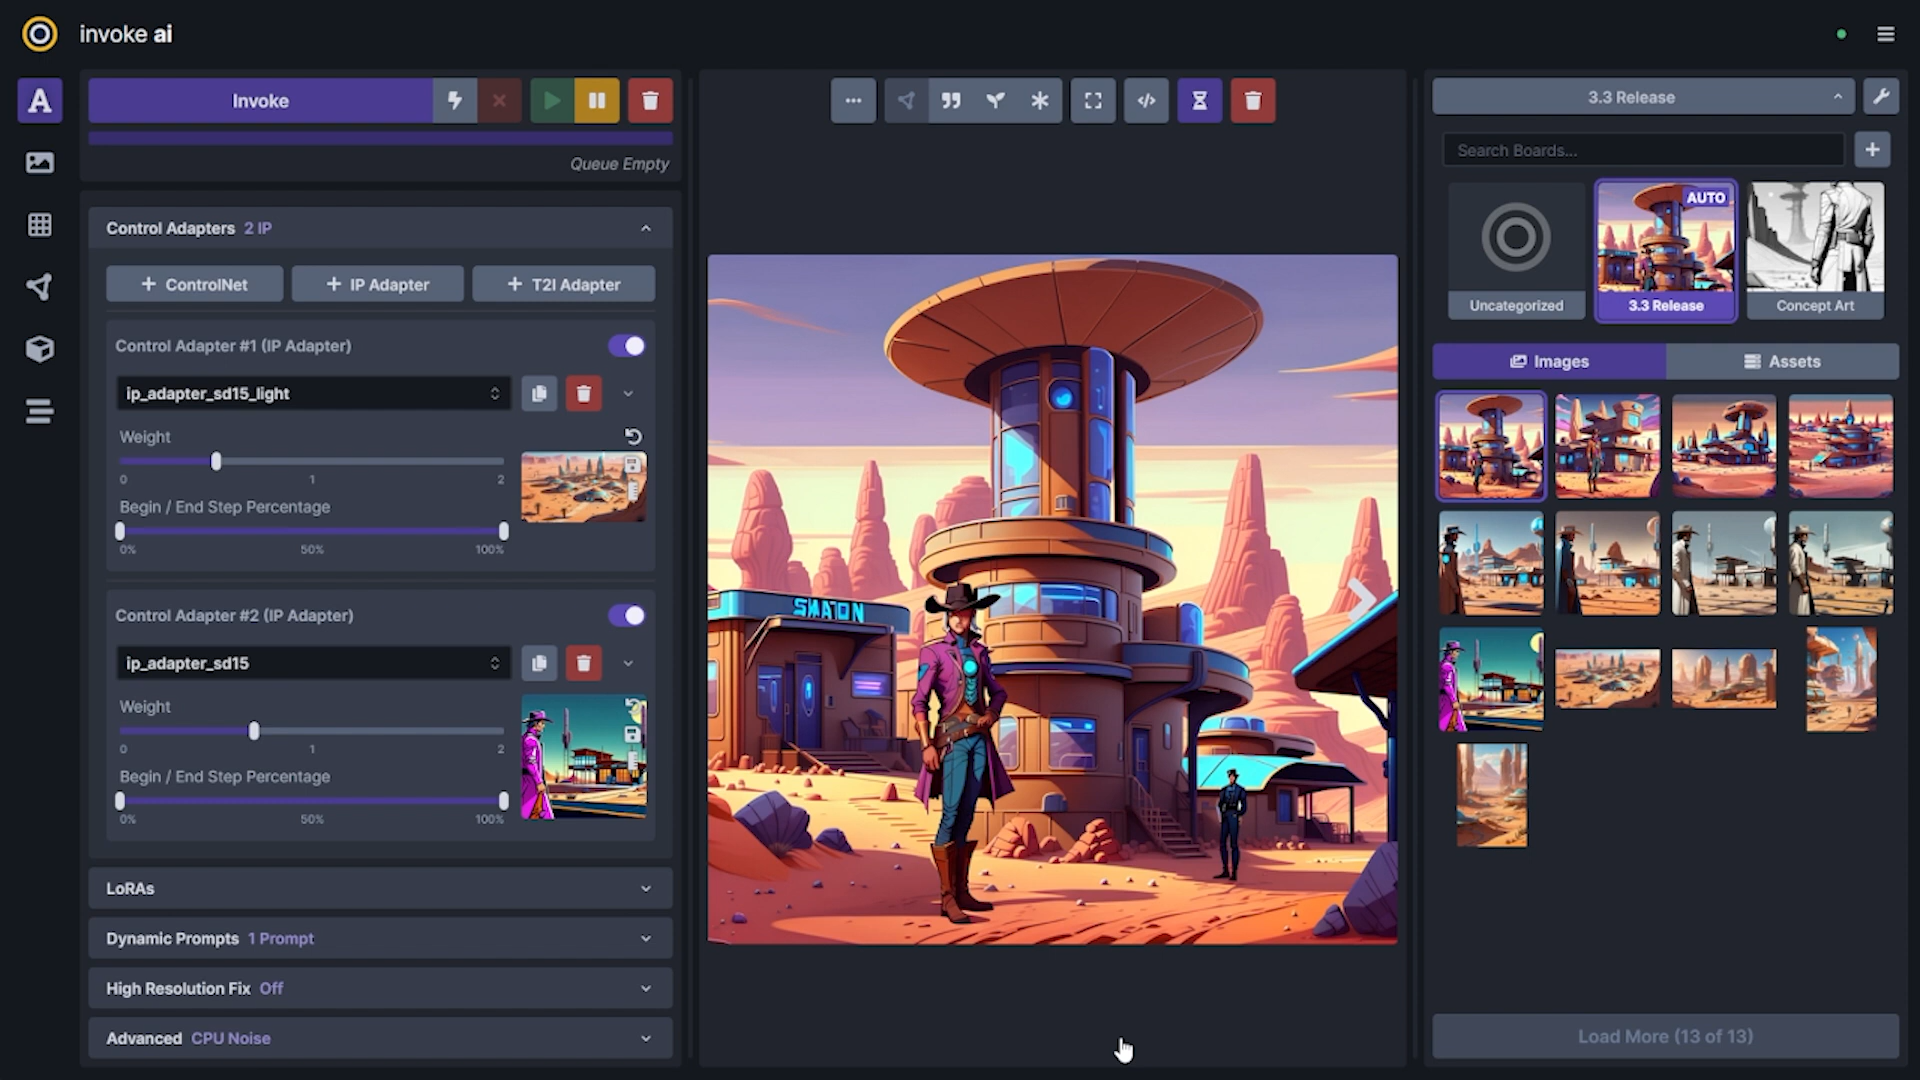 invoke ai
Invoke
Queue Empty
Control Adapters 2 IP
+ ControlNet
+ IP Adapter
+ T2I Adapter
Control Adapter #1 (IP Adapter)
ip_adapter_sd15_light
Weight
0 1 2
Begin / End Step Percentage
0% 50% 100%
Control Adapter #2 (IP Adapter)
ip_adapter_sd15
Weight
0 1 2
Begin / End Step Percentage
0% 50% 100%
LoRAs
Dynamic Prompts 1 Prompt
High Resolution Fix Off
Advanced CPU Noise
3.3 Release
Search Boards...
AUTO
Uncategorized
3.3 Release
Concept Art
Images
Assets
Load More (13 of 13)